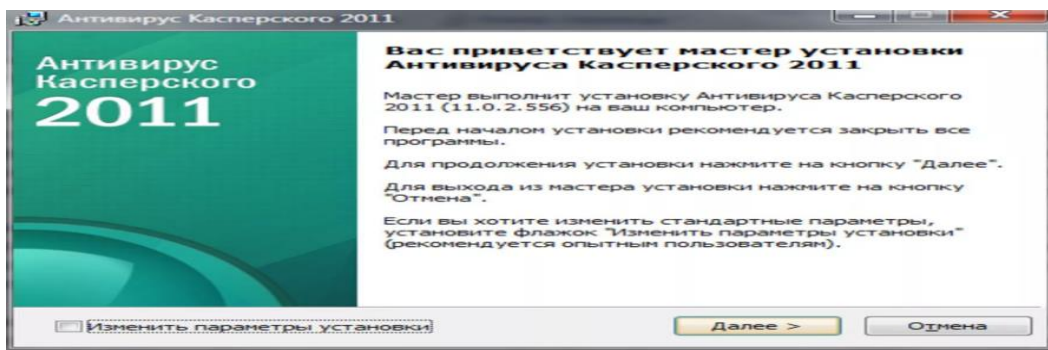 Антивирус Касперского 2011
Антивирус
Касперского
2011
Вас приветствует мастер установки
Антивируса Касперского 2011
Мастер выполнит установку Антивируса Касперского
2011 (11.0.2.556) на ваш компьютер.
Перед началом установки рекомендуется закрыть все
программы.
Для продолжения установки нажмите на кнопку "Далее".
Для выхода из мастера установки нажмите на кнопку
"Отмена".
Если вы хотите изменить стандартные параметры,
установите флажок "Изменить параметры установки"
(рекомендуется опытным пользователям).
Изменить параметры установки
Далее >
Отмена